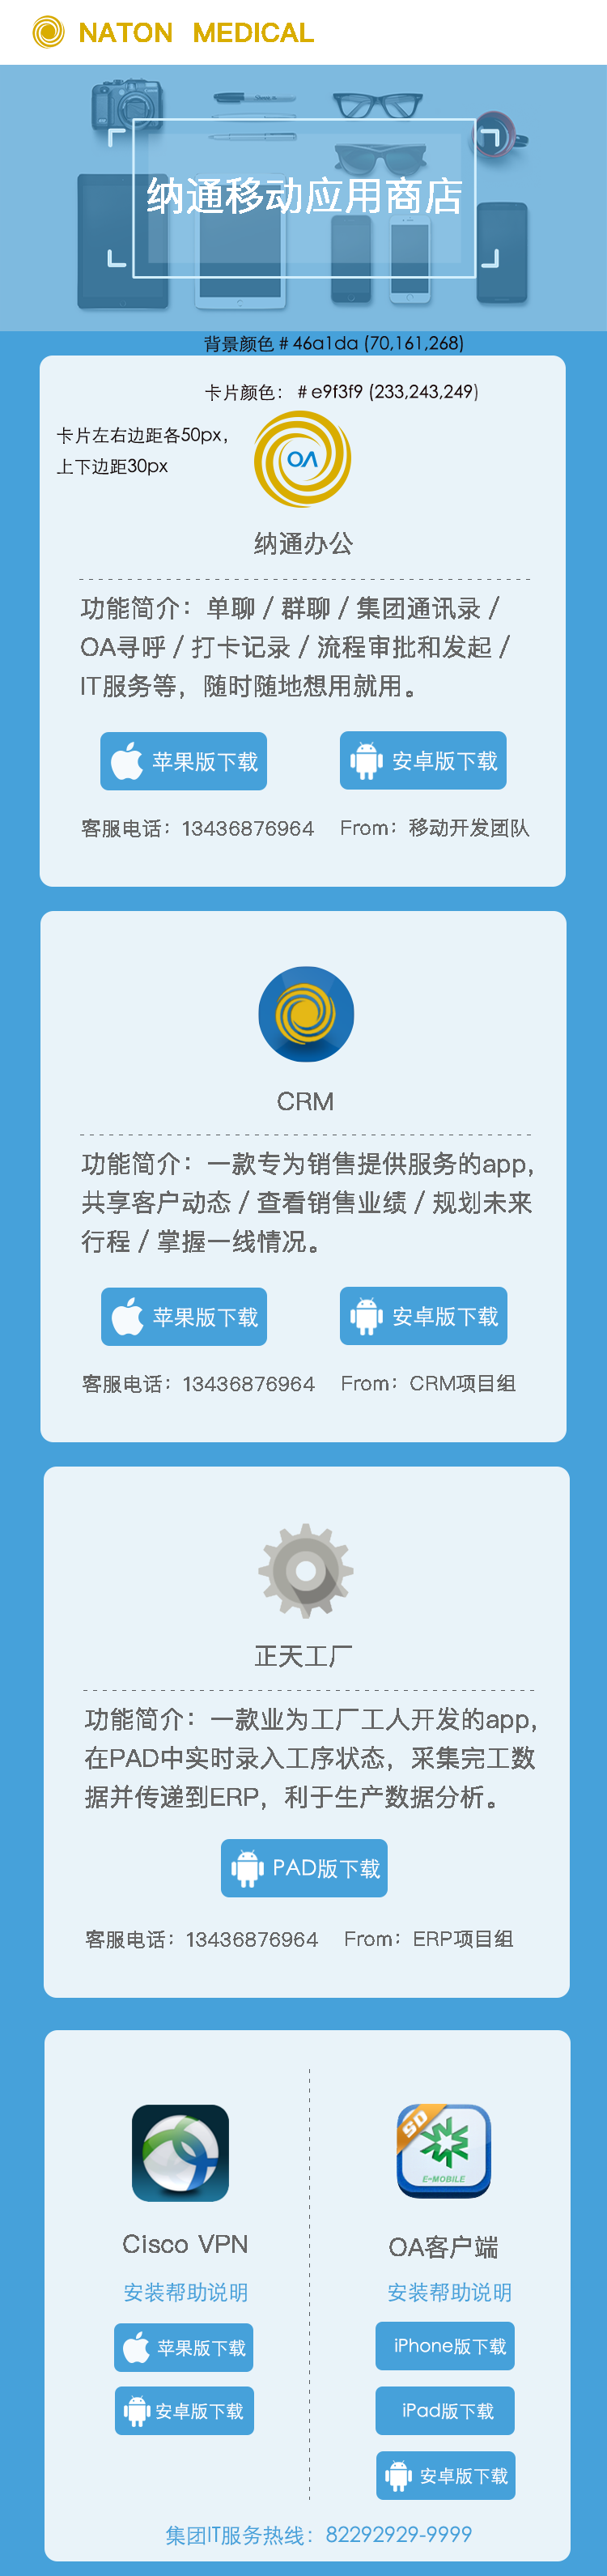 NATON MEDICAL
纳通移动应用商店
背景颜色 # 46a1da (70,161,268)
卡片颜色： # e9f3f9 (233,243,249)
卡片左右边距各50px，
上下边距30px
OA
纳通办公
功能简介：单聊 / 群聊 / 集团通讯录 /
OA寻呼 / 打卡记录 / 流程审批和发起 /
IT服务等，随时随地想用就用。
苹果版下载 安卓版下载
客服电话：13436876964 From：移动开发团队
CRM
功能简介：一款专为销售提供服务的app,
共享客户动态 / 查看销售业绩 / 规划未来
行程 / 掌握一线情况。
苹果版下载 安卓版下载
客服电话：13436876964 From：CRM项目组
正天工厂
功能简介：一款业为工厂工人开发的app,
在PAD中实时录入工序状态，采集完工数
据并传递到ERP，利于生产数据分析。
PAD版下载
客服电话：13436876964 From：ERP项目组
SD
E-MOBILE
Cisco VPN OA客户端
安装帮助说明 安装帮助说明
苹果版下载 iPhone版下载
安卓版下载 iPad版下载
安卓版下载
集团IT服务热线：82292929-9999